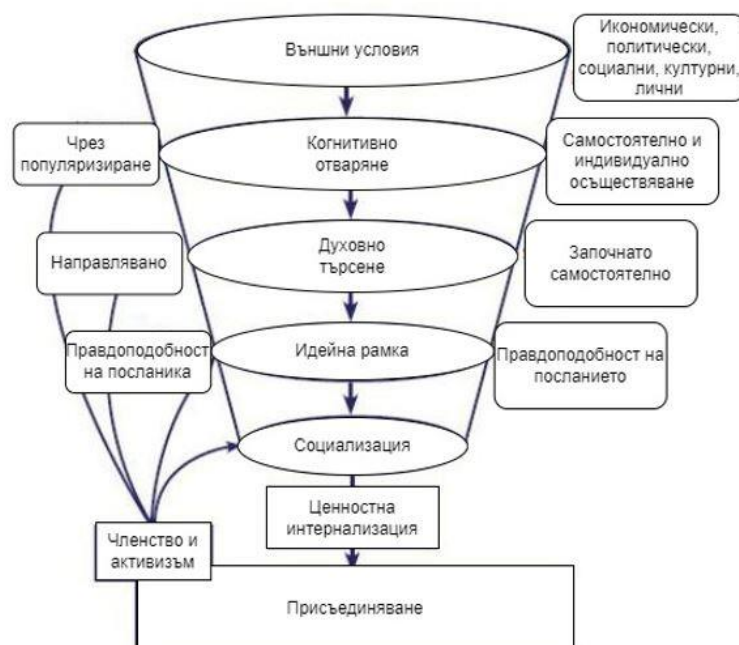 Външни условия
Икономически,
политически,
социални, културни,
лични
Чрез
популяризиране
Когнитивно
отваряне
Самостоятелно и
индивидуално
осъществяване
Направлявано
Духовно
търсене
Започнато
самостоятелно
Правдоподобност
на посланика
Идейна рамка
Правдоподобност на
посланието
Социализация
Ценностна
интернализация
Членство и
активизъм
Присъединяване